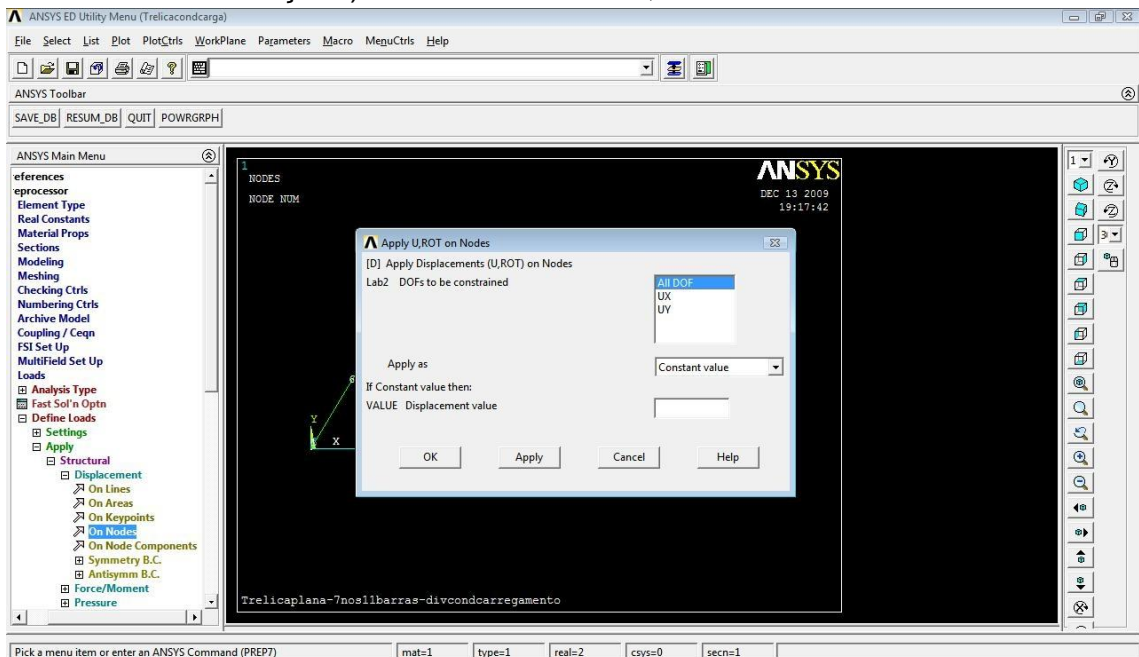 ANSYS ED Utility Menu (Trelicacondcarga)
File Select List Plot PlotCtrls WorkPlane Parameters Macro MenuCtrls Help
ANSYS Toolbar
SAVE_DB RESUM_DB QUIT POWRGRPH
ANSYS Main Menu
eferences
eprocessor
Element Type
Real Constants
Material Props
Sections
Modeling
Meshing
Checking Ctrls
Numbering Ctrls
Archive Model
Coupling / Ceqn
FSI Set Up
MultiField Set Up
Loads
Analysis Type
Fast Sol'n Optn
Define Loads
Settings
Apply
Structural
Displacement
On Lines
On Areas
On Keypoints
On Nodes
On Node Components
Symmetry B.C.
Antisymm B.C.
Force/Moment
Pressure
1
NODES
NODE NUM
ANSYS
DEC 13 2009
19:17:42
Apply U,ROT on Nodes
[D] Apply Displacements (U,ROT) on Nodes
Lab2 DOFs to be constrained
All DOF
UX
UY
Apply as
Constant value
If Constant value then:
VALUE Displacement value
OK Apply Cancel Help
6
Y
X
Trelicaplana-7nos11barras-divcondcarregamento
1
Pick a menu item or enter an ANSYS Command (PREP7) mat=1 type=1 real=2 csys=0 secn=1